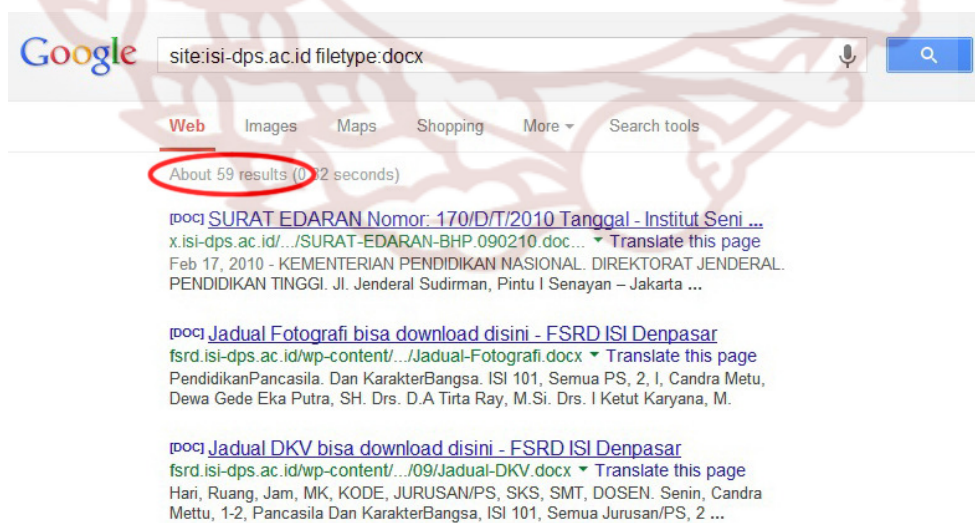 Google
site:isi-dps.ac.id filetype:docx
Web Images Maps Shopping More Search tools
About 59 results (0.32 seconds)
[DOC] SURAT EDARAN Nomor: 170/D/T/2010 Tanggal - Institut Seni ...
x.isi-dps.ac.id/.../SURAT-EDARAN-BHP.090210.doc... Translate this page
Feb 17, 2010 - KEMENTERIAN PENDIDIKAN NASIONAL. DIREKTORAT JENDERAL.
PENDIDIKAN TINGGI. Jl. Jenderal Sudirman, Pintu I Senayan – Jakarta ...
[DOC] Jadual Fotografi bisa download disini - FSRD ISI Denpasar
fsrd.isi-dps.ac.id/wp-content/.../Jadual-Fotografi.docx Translate this page
PendidikanPancasila. Dan KarakterBangsa. ISI 101, Semua PS, 2, I, Candra Metu,
Dewa Gede Eka Putra, SH. Drs. D.A Tirta Ray, M.Si. Drs. I Ketut Karyana, M.
[DOC] Jadual DKV bisa download disini - FSRD ISI Denpasar
fsrd.isi-dps.ac.id/wp-content/.../09/Jadual-DKV.docx Translate this page
Hari, Ruang, Jam, MK, KODE, JURUSAN/PS, SKS, SMT, DOSEN. Senin, Candra
Mettu, 1-2, Pancasila Dan KarakterBangsa, ISI 101, Semua Jurusan/PS, 2 ...